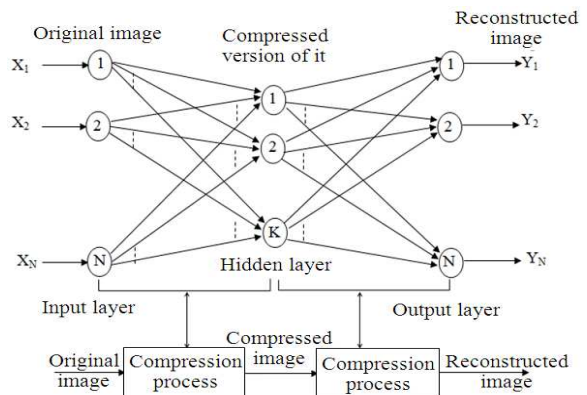 Original image
Compressed
version of it
Reconstructed
image
X1
1
1
1
Y1
X2
2
2
2
Y2
K
XN
N
Hidden layer
N
YN
Input layer
Output layer
Original
image
Compression
process
Compressed
image
Compression
process
Reconstructed
image